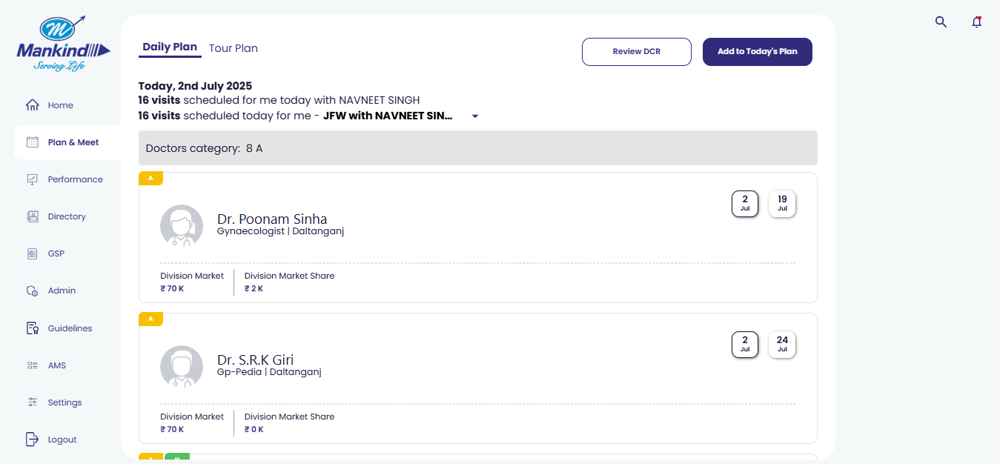 Mankind
Serving Life
Home
Plan & Meet
Performance
Directory
GSP
Admin
Guidelines
AMS
Settings
Logout
Daily Plan
Tour Plan
Review DCR
Add to Today's Plan
Today, 2nd July 2025
16 visits scheduled for me today with NAVNEET SINGH
16 visits scheduled today for me - JFW with NAVNEET SIN...
Doctors category: 8 A
A
2 Jul
19 Jul
Dr. Poonam Sinha
Gynaecologist | Daltanganj
Division Market
₹ 70 K
Division Market Share
₹ 2 K
A
2 Jul
24 Jul
Dr. S.R.K Giri
Gp-Pedia | Daltanganj
Division Market
₹ 70 K
Division Market Share
₹ 0 K